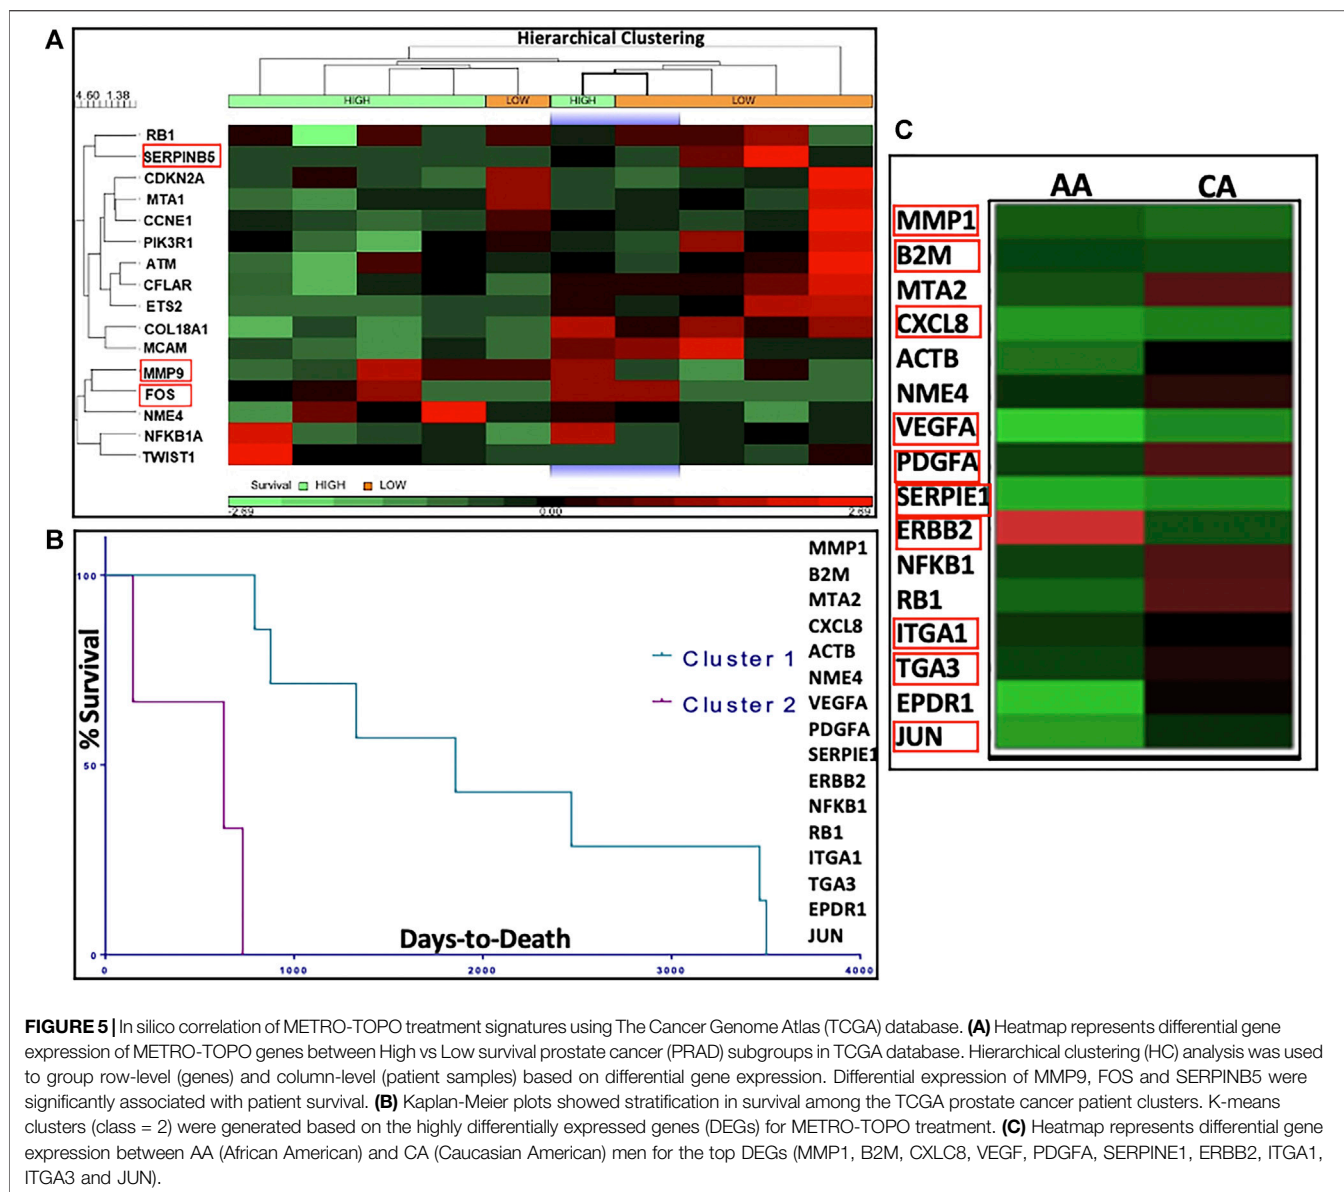 A
Hierarchical Clustering
4.60 1.38
HIGH LOW HIGH LOW
RB1
SERPINB5
CDKN2A
MTA1
CCNE1
PIK3R1
ATM
CFLAR
ETS2
COL18A1
MCAM
MMP9
FOS
NME4
NFKB1A
TWIST1
Survival HIGH LOW
-2.69 0.00 2.69
B
% Survival
100
50
0
0 1000 2000 3000 4000
Days-to-Death
Cluster 1
Cluster 2
MMP1
B2M
MTA2
CXCL8
ACTB
NME4
VEGFA
PDGFA
SERPIE1
ERBB2
NFKB1
RB1
ITGA1
TGA3
EPDR1
JUN
C
AA CA
MMP1
B2M
MTA2
CXCL8
ACTB
NME4
VEGFA
PDGFA
SERPIE1
ERBB2
NFKB1
RB1
ITGA1
TGA3
EPDR1
JUN
FIGURE 5 | In silico correlation of METRO-TOPO treatment signatures using The Cancer Genome Atlas (TCGA) database. (A) Heatmap represents differential gene
expression of METRO-TOPO genes between High vs Low survival prostate cancer (PRAD) subgroups in TCGA database. Hierarchical clustering (HC) analysis was used
to group row-level (genes) and column-level (patient samples) based on differential gene expression. Differential expression of MMP9, FOS and SERPINB5 were
significantly associated with patient survival. (B) Kaplan-Meier plots showed stratification in survival among the TCGA prostate cancer patient clusters. K-means
clusters (class = 2) were generated based on the highly differentially expressed genes (DEGs) for METRO-TOPO treatment. (C) Heatmap represents differential gene
expression between AA (African American) and CA (Caucasian American) men for the top DEGs (MMP1, B2M, CXLC8, VEGF, PDGFA, SERPINE1, ERBB2, ITGA1,
ITGA3 and JUN).